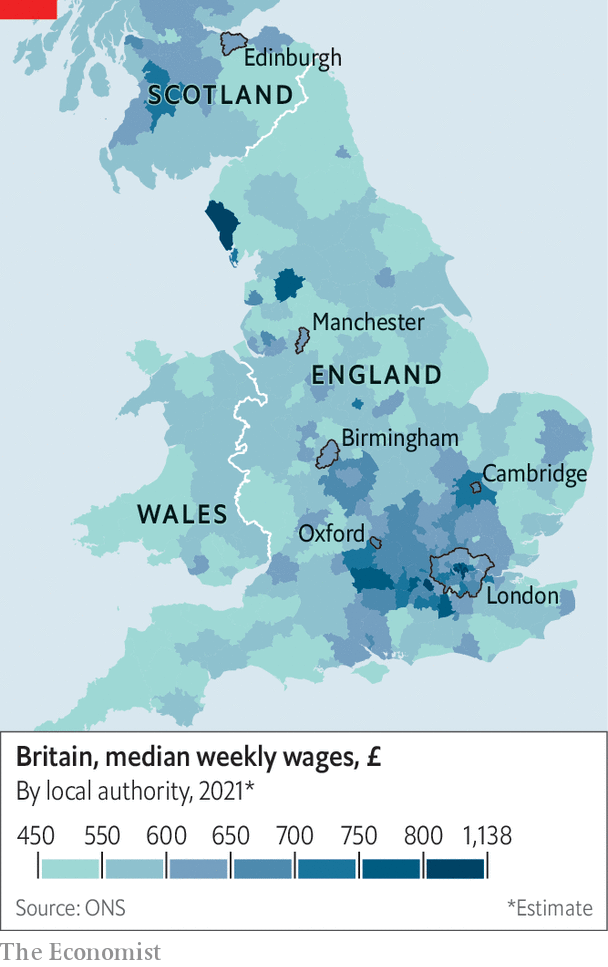 Edinburgh
SCOTLAND
Manchester
ENGLAND
Birmingham
Cambridge
WALES
Oxford
London
Britain, median weekly wages, £
By local authority, 2021*
450 550 600 650 700 750 800 1,138
Source: ONS
*Estimate
The Economist